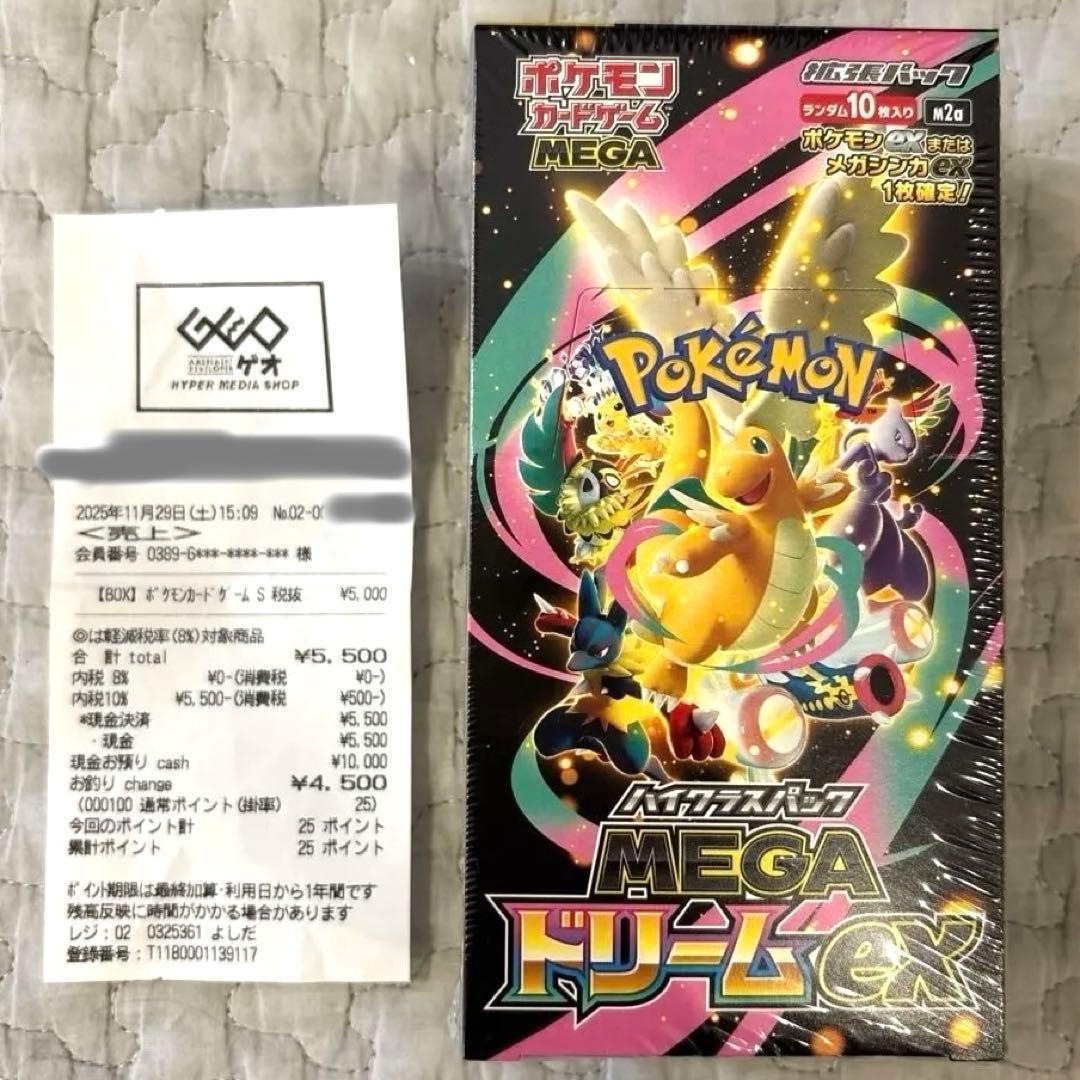 GEO
ゲオ
HYPER MEDIA SHOP
2025年11月29日(土)15:09 No.02-0
<売上>
会員番号 0389-G***-****-*** 様
【BOX】ポケモンカードゲーム S 税抜 ¥5,000
◎は軽減税率(8%)対象商品
合 計 total ¥5,500
内税 8% ¥0-(消費税 ¥0-)
内税10% ¥5,500-(消費税 ¥500-)
*現金決済 ¥5,500
・現金 ¥5,500
現金お預り cash ¥10,000
お釣り change ¥4,500
(000100 通常ポイント(掛率) 25)
今回のポイント計 25 ポイント
累計ポイント 25 ポイント
ポイント期限は最終加算・利用日から1年間です
残高反映に時間がかかる場合があります
レジ:02 0325361 よしだ
登録番号:T1180001139117
ポケモン
カードゲーム
MEGA
拡張パック
ランダム10枚入り M2a
ポケモンexまたは
メガシンカex
1枚確定!
POKéMON
TM
ハイクラスパック
MEGA
ドリームex